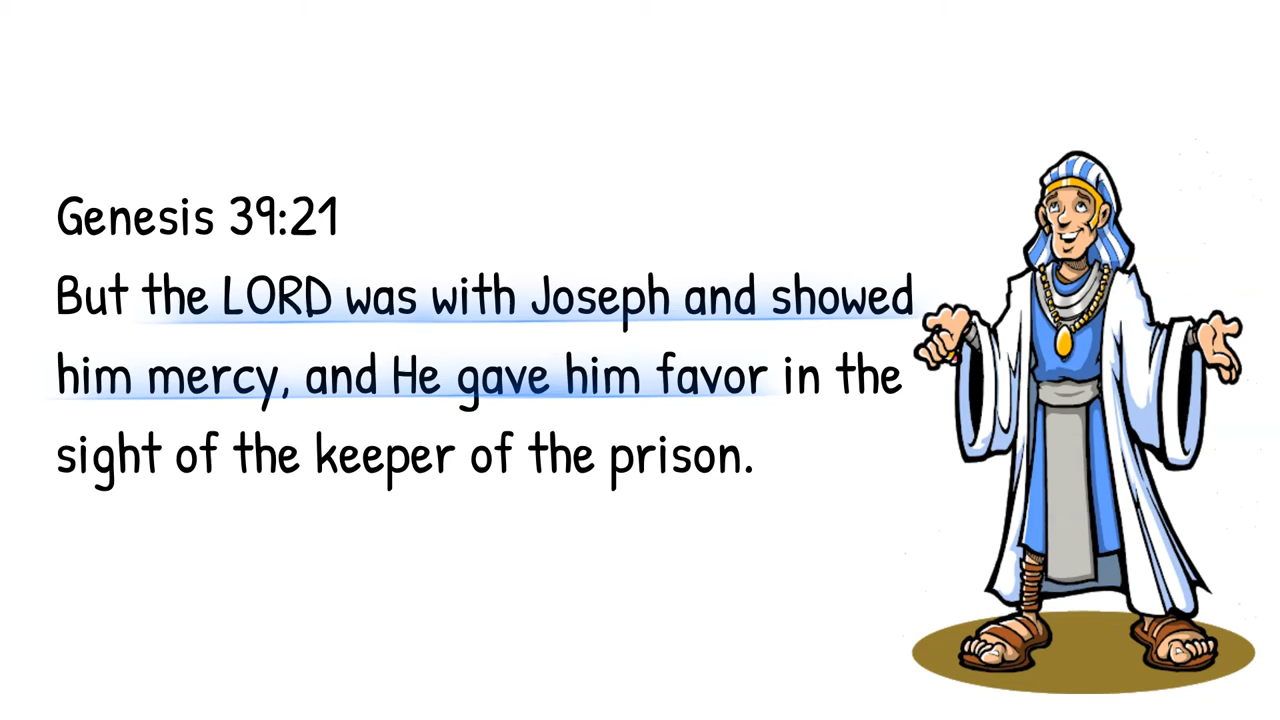 Genesis 39:21
But the LORD was with Joseph and showed
him mercy, and He gave him favor in the
sight of the keeper of the prison.